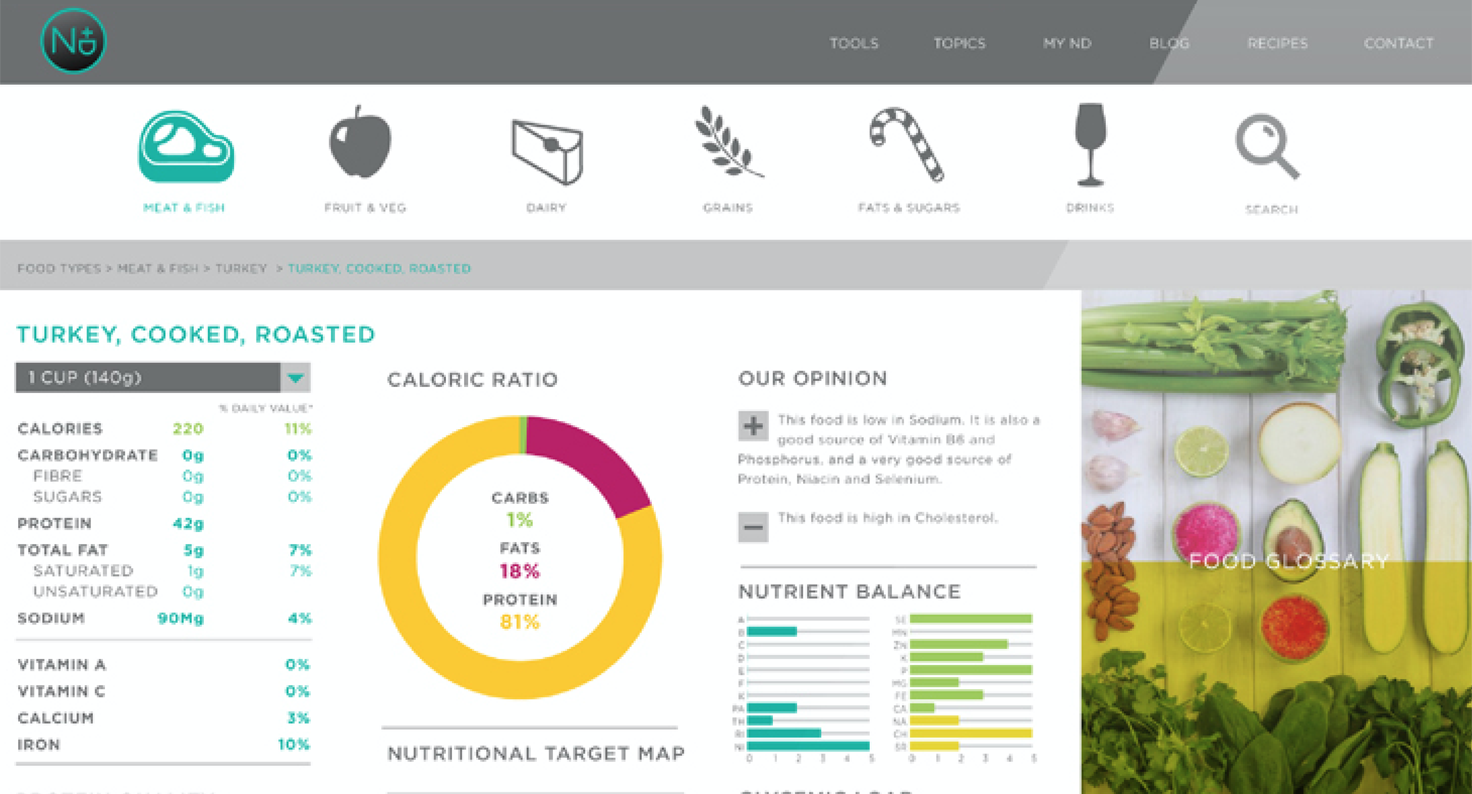 ND
TOOLS
TOPICS
MY ND
BLOG
RECIPES
CONTACT
MEAT & FISH
FRUIT & VEG
DAIRY
GRAINS
FATS & SUGARS
DRINKS
SEARCH
FOOD TYPES > MEAT & FISH > TURKEY > TURKEY, COOKED, ROASTED
TURKEY, COOKED, ROASTED
1 CUP (140g)
% DAILY VALUE*
CALORIES 220 11%
CARBOHYDRATE 0g 0%
FIBRE 0g 0%
SUGARS 0g 0%
PROTEIN 42g
TOTAL FAT 5g 7%
SATURATED 1g 7%
UNSATURATED 0g
SODIUM 90Mg 4%
VITAMIN A 0%
VITAMIN C 0%
CALCIUM 3%
IRON 10%
CALORIC RATIO
CARBS
1%
FATS
18%
PROTEIN
81%
NUTRITIONAL TARGET MAP
OUR OPINION
This food is low in Sodium. It is also a
good source of Vitamin B6 and
Phosphorus, and a very good source of
Protein, Niacin and Selenium.
This food is high in Cholesterol.
NUTRIENT BALANCE
A SE
B MN
C ZN
D K
E P
F MG
K FE
PA CA
TH NA
RI CH
NI SR
0 1 2 3 4 5 0 1 2 3 4 5
FOOD GLOSSARY